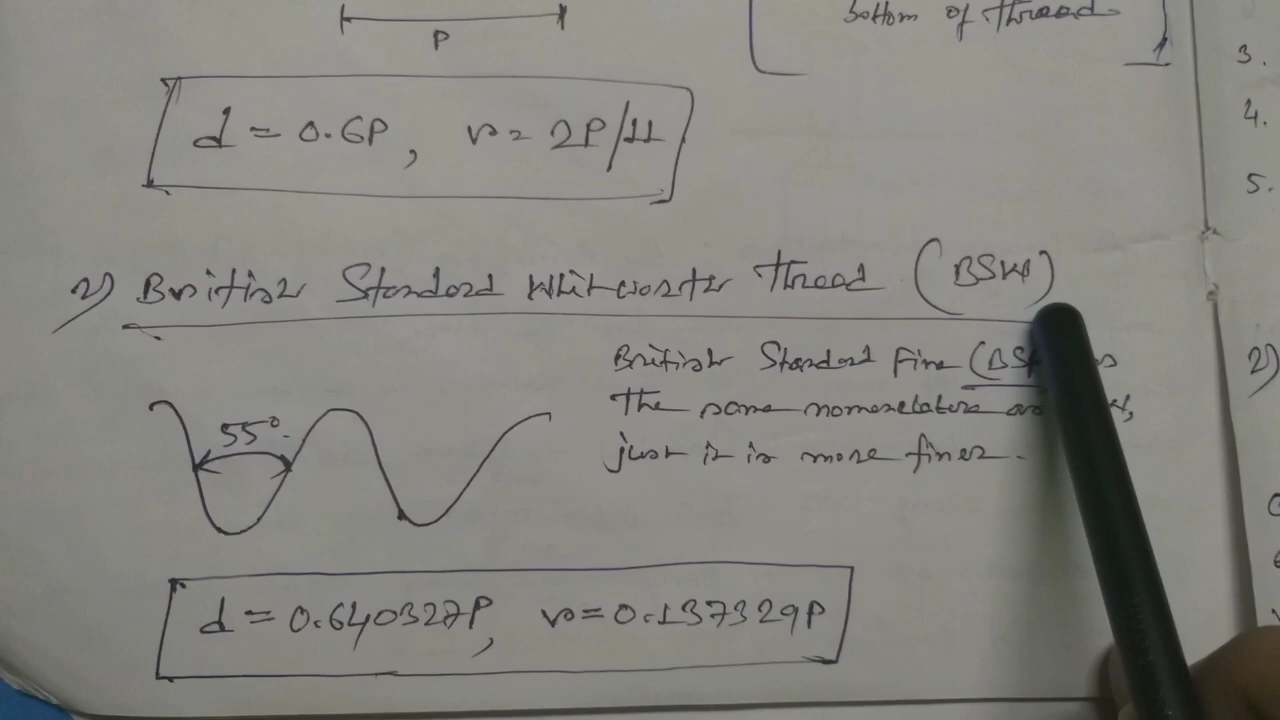 P
bottom of thread
d = 0.6P, r = 2P/11
3.
4.
5.
2) British Standard Whitworth thread (BSW)
British Standard Fine (BSF)
2)
the same nomenclature
just it is more finer.
55°
d = 0.640327P, r = 0.137329P